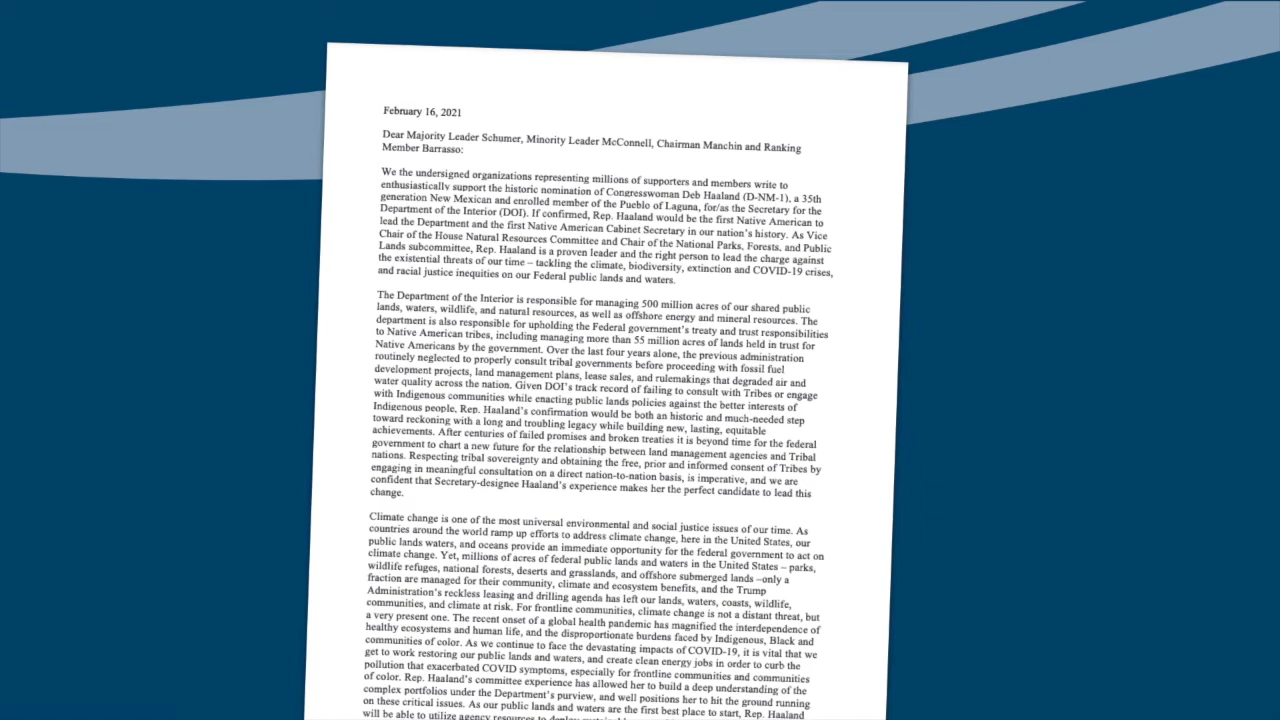 February 16, 2021
Dear Majority Leader Schumer, Minority Leader McConnell, Chairman Manchin and Ranking
Member Barrasso:
We the undersigned organizations representing millions of supporters and members write to
enthusiastically support the historic nomination of Congresswoman Deb Haaland (D-NM-1), a 35th
generation New Mexican and enrolled member of the Pueblo of Laguna, for/as the Secretary for the
Department of the Interior (DOI). If confirmed, Rep. Haaland would be the first Native American to
lead the Department and the first Native American Cabinet Secretary in our nation's history. As Vice
Chair of the House Natural Resources Committee and Chair of the National Parks, Forests, and Public
Lands subcommittee, Rep. Haaland is a proven leader and the right person to lead the charge against
the existential threats of our time – tackling the climate, biodiversity, extinction and COVID-19 crises,
and racial justice inequities on our Federal public lands and waters.
The Department of the Interior is responsible for managing 500 million acres of our shared public
lands, waters, wildlife, and natural resources, as well as offshore energy and mineral resources. The
department is also responsible for upholding the Federal government's treaty and trust responsibilities
to Native American tribes, including managing more than 55 million acres of lands held in trust for
Native Americans by the government. Over the last four years alone, the previous administration
routinely neglected to properly consult tribal governments before proceeding with fossil fuel
development projects, land management plans, lease sales, and rulemakings that degraded air and
water quality across the nation. Given DOI's track record of failing to consult with Tribes or engage
with Indigenous communities while enacting public lands policies against the better interests of
Indigenous people, Rep. Haaland's confirmation would be both an historic and much-needed step
toward reckoning with a long and troubling legacy while building new, lasting, equitable
achievements. After centuries of failed promises and broken treaties it is beyond time for the federal
government to chart a new future for the relationship between land management agencies and Tribal
nations. Respecting tribal sovereignty and obtaining the free, prior and informed consent of Tribes by
engaging in meaningful consultation on a direct nation-to-nation basis, is imperative, and we are
confident that Secretary-designee Haaland's experience makes her the perfect candidate to lead this
change.
Climate change is one of the most universal environmental and social justice issues of our time. As
countries around the world ramp up efforts to address climate change, here in the United States, our
public lands waters, and oceans provide an immediate opportunity for the federal government to act on
climate change. Yet, millions of acres of federal public lands and waters in the United States – parks,
wildlife refuges, national forests, deserts and grasslands, and offshore submerged lands –only a
fraction are managed for their community, climate and ecosystem benefits, and the Trump
Administration's reckless leasing and drilling agenda has left our lands, waters, coasts, wildlife,
communities, and climate at risk. For frontline communities, climate change is not a distant threat, but
a very present one. The recent onset of a global health pandemic has magnified the interdependence of
healthy ecosystems and human life, and the disproportionate burdens faced by Indigenous, Black and
communities of color. As we continue to face the devastating impacts of COVID-19, it is vital that we
get to work restoring our public lands and waters, and create clean energy jobs in order to curb the
pollution that exacerbated COVID symptoms, especially for frontline communities and communities
of color. Rep. Haaland's committee experience has allowed her to build a deep understanding of the
complex portfolios under the Department's purview, and well positions her to hit the ground running
on these critical issues. As our public lands and waters are the first best place to start, Rep. Haaland
will be able to utilize agency resources to deploy